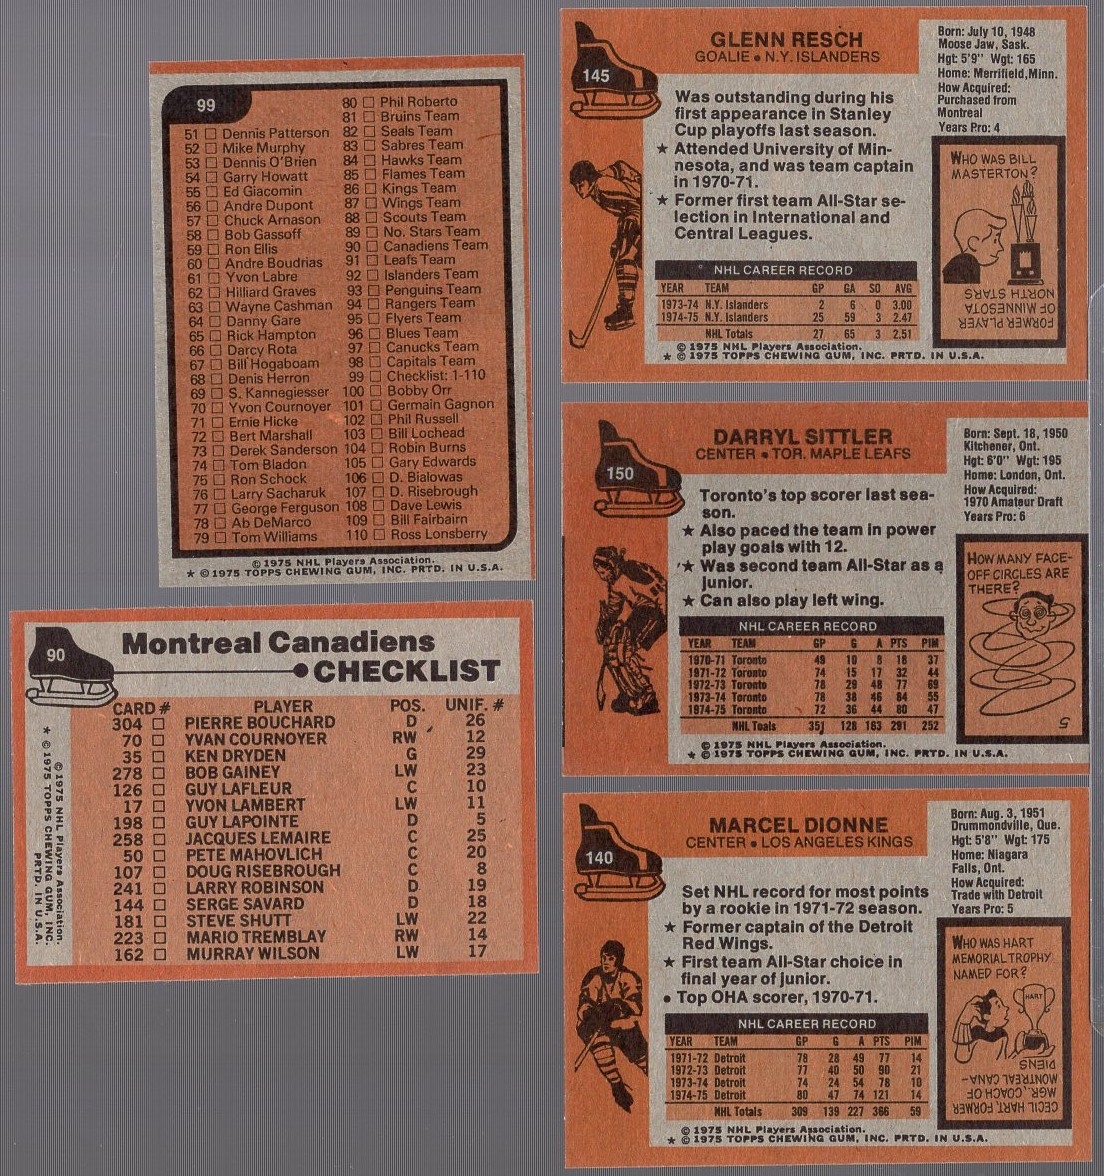 99
51 Dennis Patterson
52 Mike Murphy
53 Dennis O'Brien
54 Garry Howatt
55 Ed Giacomin
56 Andre Dupont
57 Chuck Arnason
58 Bob Gassoff
59 Ron Ellis
60 Andre Boudrias
61 Yvon Labre
62 Hilliard Graves
63 Wayne Cashman
64 Danny Gare
65 Rick Hampton
66 Darcy Rota
67 Bill Hogaboam
68 Denis Herron
69 S. Kannegiesser
70 Yvon Cournoyer
71 Ernie Hicke
72 Bert Marshall
73 Derek Sanderson
74 Tom Bladon
75 Ron Schock
76 Larry Sacharuk
77 George Ferguson
78 Ab DeMarco
79 Tom Williams
80 Phil Roberto
81 Bruins Team
82 Seals Team
83 Sabres Team
84 Hawks Team
85 Flames Team
86 Kings Team
87 Wings Team
88 Scouts Team
89 No. Stars Team
90 Canadiens Team
91 Leafs Team
92 Islanders Team
93 Penguins Team
94 Rangers Team
95 Flyers Team
96 Blues Team
97 Canucks Team
98 Capitals Team
99 Checklist: 1-110
100 Bobby Orr
101 Germain Gagnon
102 Phil Russell
103 Bill Lochead
104 Robin Burns
105 Gary Edwards
106 D. Bialowas
107 D. Risebrough
108 Dave Lewis
109 Bill Fairbairn
110 Ross Lonsberry
© 1975 NHL Players Association.
★ © 1975 TOPPS CHEWING GUM, INC. PRTD. IN U.S.A.
90
Montreal Canadiens
CHECKLIST
CARD # PLAYER POS. UNIF. #
304 PIERRE BOUCHARD D 26
70 YVAN COURNOYER RW 12
35 KEN DRYDEN G 29
278 BOB GAINEY LW 23
126 GUY LAFLEUR C 10
17 YVON LAMBERT LW 11
198 GUY LAPOINTE D 5
258 JACQUES LEMAIRE C 25
50 PETE MAHOVLICH C 20
107 DOUG RISEBROUGH C 8
241 LARRY ROBINSON D 19
144 SERGE SAVARD D 18
181 STEVE SHUTT LW 22
223 MARIO TREMBLAY RW 14
162 MURRAY WILSON LW 17
© 1975 NHL Players Association.
★ © 1975 TOPPS CHEWING GUM, INC.
PRTD. IN U.S.A.
145
GLENN RESCH
GOALIE • N.Y. ISLANDERS
Born: July 10, 1948
Moose Jaw, Sask.
Hgt: 5'9" Wgt: 165
Home: Merrifield, Minn.
How Acquired:
Purchased from
Montreal
Years Pro: 4
Was outstanding during his
first appearance in Stanley
Cup playoffs last season.
★ Attended University of Min-
nesota, and was team captain
in 1970-71.
★ Former first team All-Star se-
lection in International and
Central Leagues.
NHL CAREER RECORD
YEAR TEAM GP GA SO AVG
1973-74 N.Y. Islanders 2 6 0 3.00
1974-75 N.Y. Islanders 25 59 3 2.47
NHL Totals 27 65 3 2.51
© 1975 NHL Players Association.
★ © 1975 TOPPS CHEWING GUM, INC. PRTD. IN U.S.A.
WHO WAS BILL
MASTERTON?
FORMER PLAYER
OF MINNESOTA
NORTH STARS
150
DARRYL SITTLER
CENTER • TOR. MAPLE LEAFS
Born: Sept. 18, 1950
Kitchener, Ont.
Hgt: 6'0" Wgt: 195
Home: London, Ont.
How Acquired:
1970 Amateur Draft
Years Pro: 6
Toronto's top scorer last sea-
son.
★ Also paced the team in power
play goals with 12.
★ Was second team All-Star as a
junior.
★ Can also play left wing.
NHL CAREER RECORD
YEAR TEAM GP G A PTS PIM
1970-71 Toronto 49 10 8 18 37
1971-72 Toronto 74 15 17 32 44
1972-73 Toronto 78 29 48 77 69
1973-74 Toronto 78 38 46 84 55
1974-75 Toronto 72 36 44 80 47
NHL Toals 351 128 163 291 252
© 1975 NHL Players Association.
★ © 1975 TOPPS CHEWING GUM, INC. PRTD. IN U.S.A.
HOW MANY FACE-
OFF CIRCLES ARE
THERE?
5
140
MARCEL DIONNE
CENTER • LOS ANGELES KINGS
Born: Aug. 3, 1951
Drummondville, Que.
Hgt: 5'8" Wgt: 175
Home: Niagara
Falls, Ont.
How Acquired:
Trade with Detroit
Years Pro: 5
Set NHL record for most points
by a rookie in 1971-72 season.
★ Former captain of the Detroit
Red Wings.
★ First team All-Star choice in
final year of junior.
• Top OHA scorer, 1970-71.
NHL CAREER RECORD
YEAR TEAM GP G A PTS PIM
1971-72 Detroit 78 28 49 77 14
1972-73 Detroit 77 40 50 90 21
1973-74 Detroit 74 24 54 78 10
1974-75 Detroit 80 47 74 121 14
NHL Totals 309 139 227 366 59
© 1975 NHL Players Association.
★ © 1975 TOPPS CHEWING GUM, INC. PRTD. IN U.S.A.
WHO WAS HART
MEMORIAL TROPHY
NAMED FOR?
HART
CECIL HART, FORMER
MGR.-COACH OF
MONTREAL CANA-
DIENS